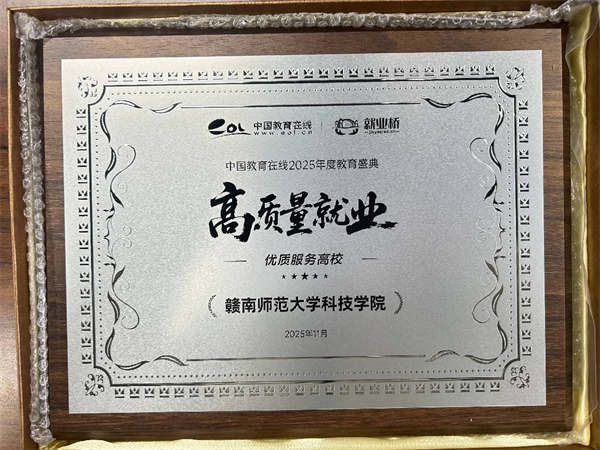 eol 中国教育在线 www.eol.cn 就业桥
中国教育在线2025年度教育盛典
高质量就业
优质服务高校
赣南师范大学科技学院
2025年11月